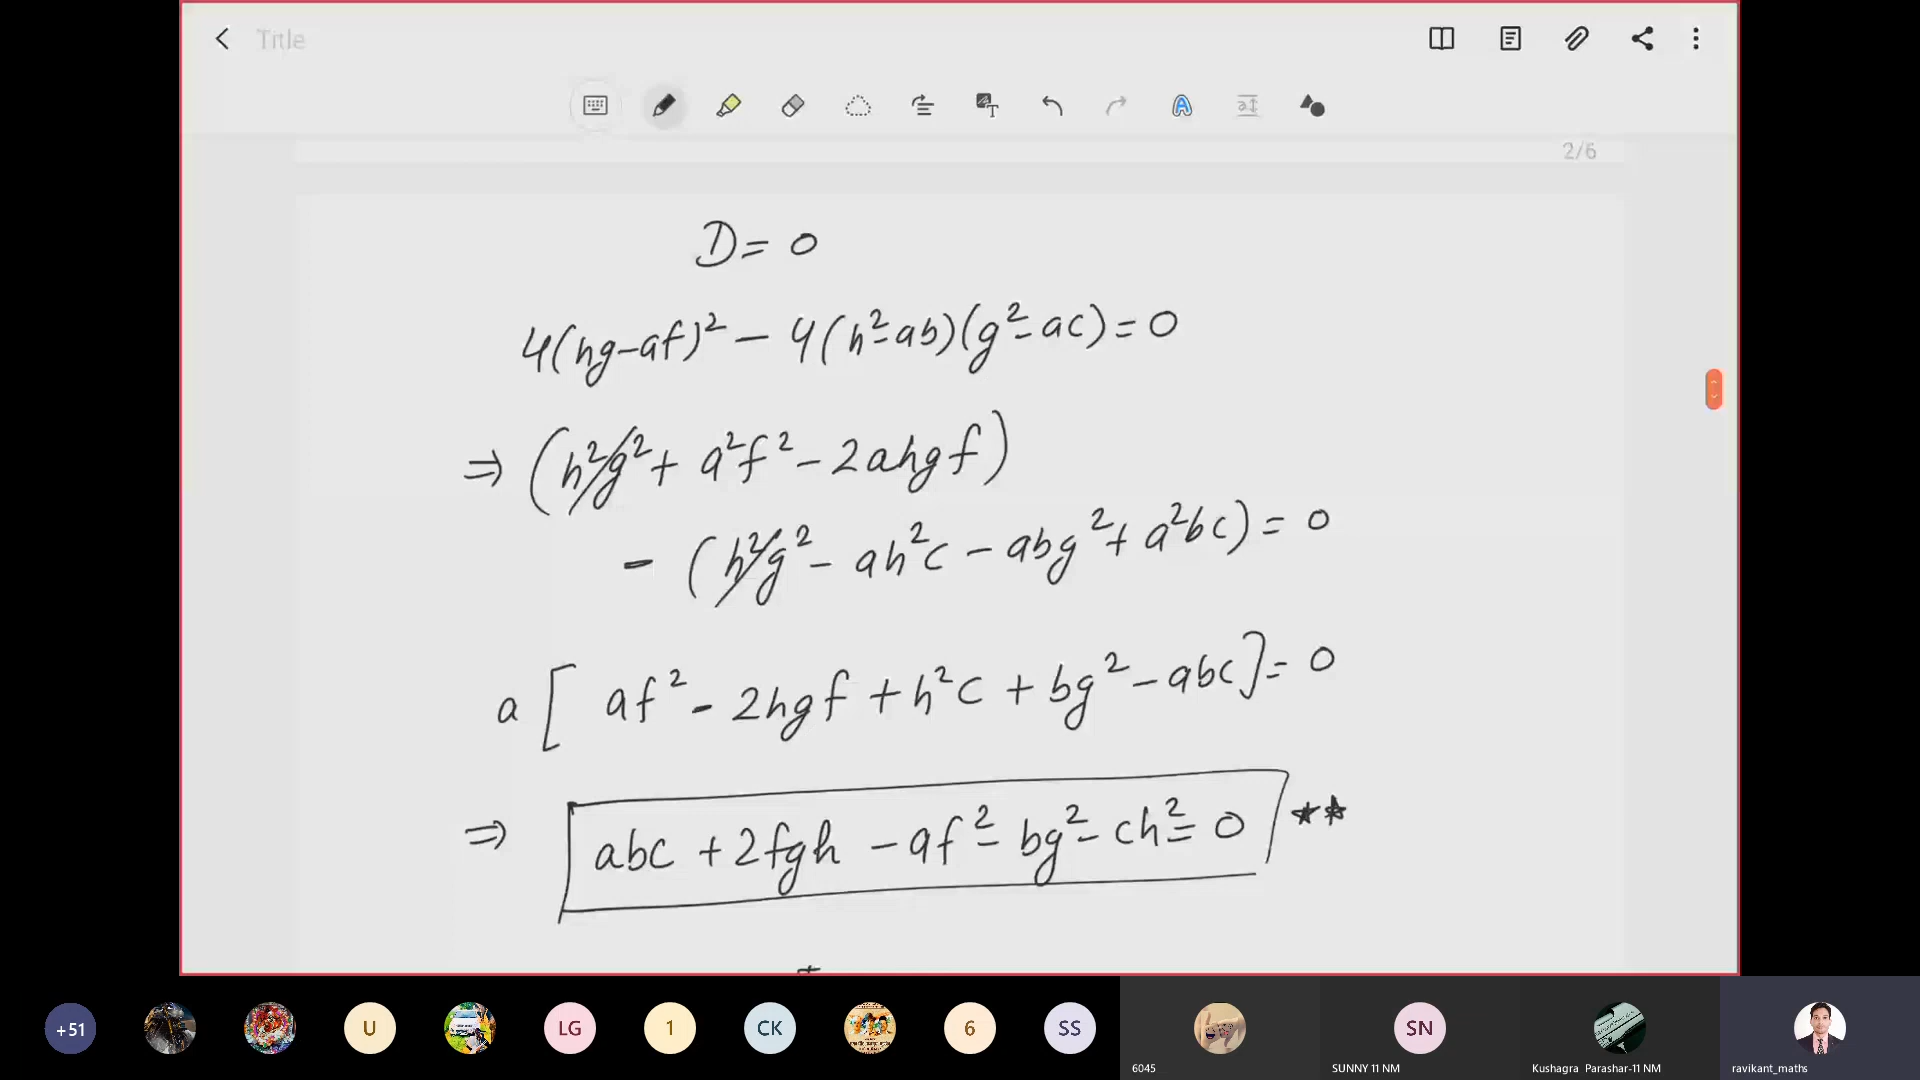 Title
2/6
D = 0
4(hg-af)² - 4(h²-ab)(g²-ac) = 0
⇒ (h²g² + a²f² - 2ahgf)
- (h²g² - ah²c - abg² + a²bc) = 0
a [ af² - 2hgf + h²c + bg² - abc] = 0
⇒ abc + 2fgh - af² - bg² - ch² = 0 **
+51 U LG 1 CK 6 SS SN
6045 SUNNY 11 NM Kushagra Parashar-11 NM ravikant_maths